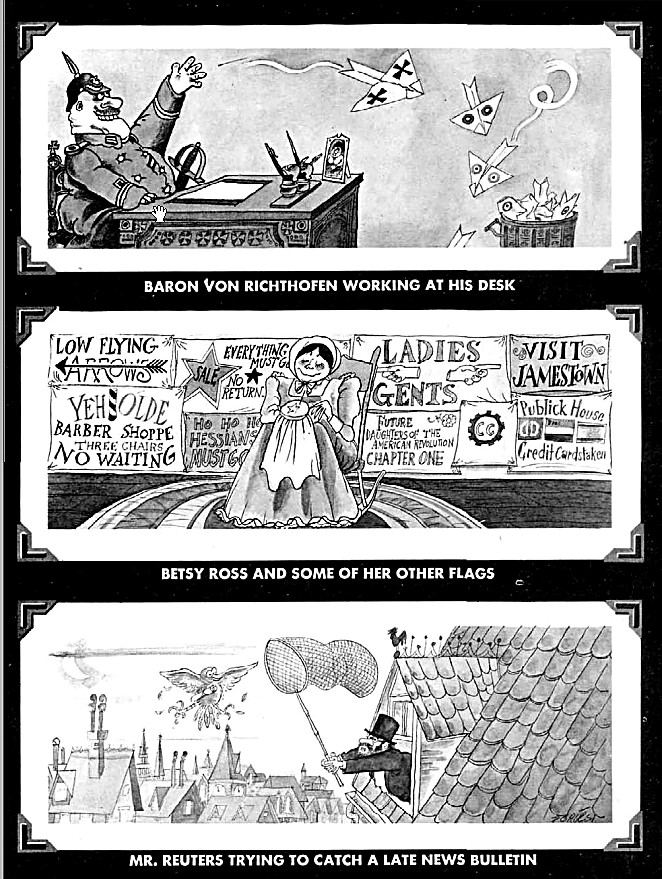 BARON VON RICHTHOFEN WORKING AT HIS DESK
LOW FLYING
ARROWS
YEH OLDE
BARBER SHOPPE
THREE CHAIRS
NO WAITING
SALE
EVERYTHING
MUST GO
NO
RETURN.
HO HO HO
HESSIANS
MUST GO
LADIES
GENTS
FUTURE
DAUGHTERS OF THE
AMERICAN REVOLUTION
CHAPTER ONE
CG
VISIT
JAMESTOWN
Publick House
Credit Cards taken
BETSY ROSS AND SOME OF HER OTHER FLAGS
MR. REUTERS TRYING TO CATCH A LATE NEWS BULLETIN